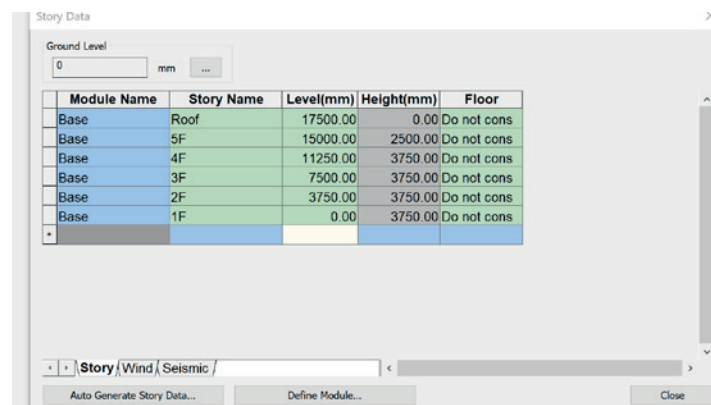 Story Data
Ground Level
0 mm ...
Module Name Story Name Level(mm) Height(mm) Floor
Base Roof 17500.00 0.00 Do not cons
Base 5F 15000.00 2500.00 Do not cons
Base 4F 11250.00 3750.00 Do not cons
Base 3F 7500.00 3750.00 Do not cons
Base 2F 3750.00 3750.00 Do not cons
Base 1F 0.00 3750.00 Do not cons
*
Story Wind Seismic
Auto Generate Story Data... Define Module... Close